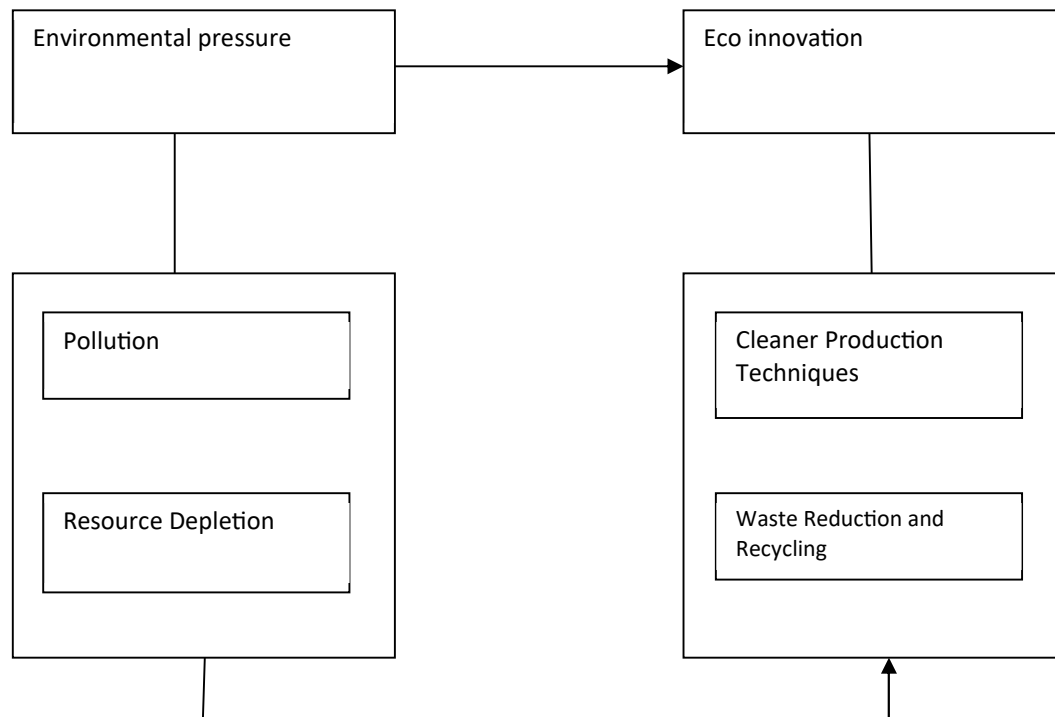 Environmental pressure
Eco innovation
Pollution
Cleaner Production
Techniques
Resource Depletion
Waste Reduction and
Recycling